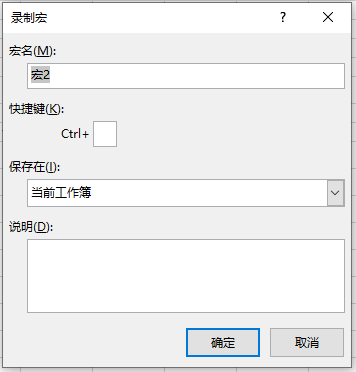 录制宏 ? ×
宏名(M):
宏2
快捷键(K):
Ctrl+
保存在(I):
当前工作簿
说明(D):
确定 取消